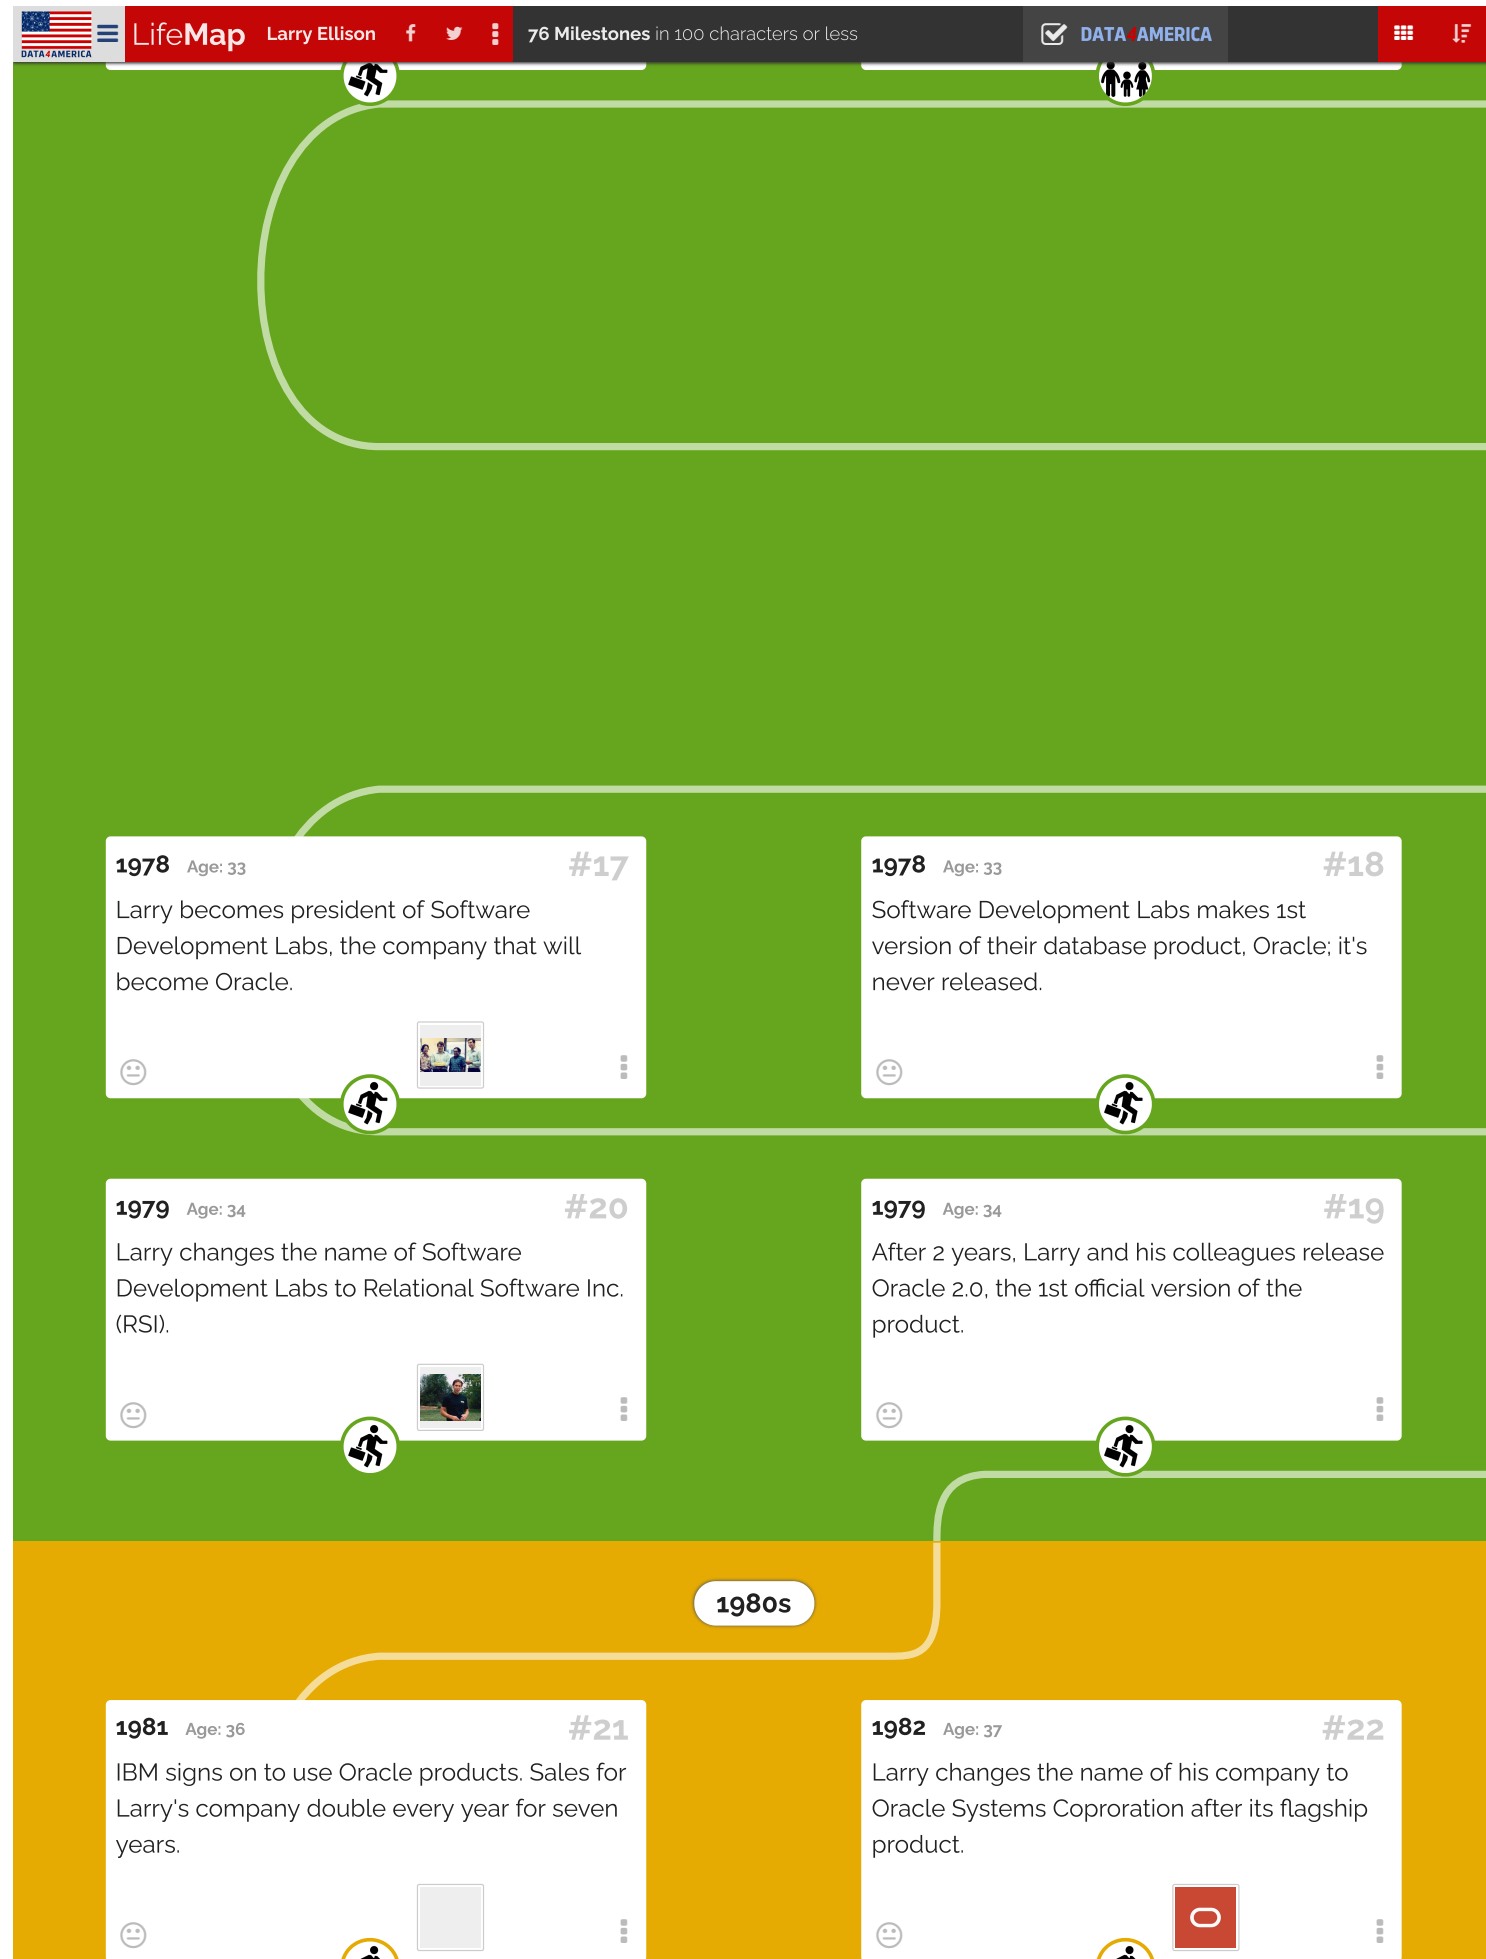 DATA4AMERICA
LifeMap Larry Ellison 76 Milestones in 100 characters or less DATA4AMERICA
1978 Age: 33 #17
Larry becomes president of Software
Development Labs, the company that will
become Oracle.
1978 Age: 33 #18
Software Development Labs makes 1st
version of their database product, Oracle; it's
never released.
1979 Age: 34 #20
Larry changes the name of Software
Development Labs to Relational Software Inc.
(RSI).
1979 Age: 34 #19
After 2 years, Larry and his colleagues release
Oracle 2.0, the 1st official version of the
product.
1980s
1981 Age: 36 #21
IBM signs on to use Oracle products. Sales for
Larry's company double every year for seven
years.
1982 Age: 37 #22
Larry changes the name of his company to
Oracle Systems Coproration after its flagship
product.